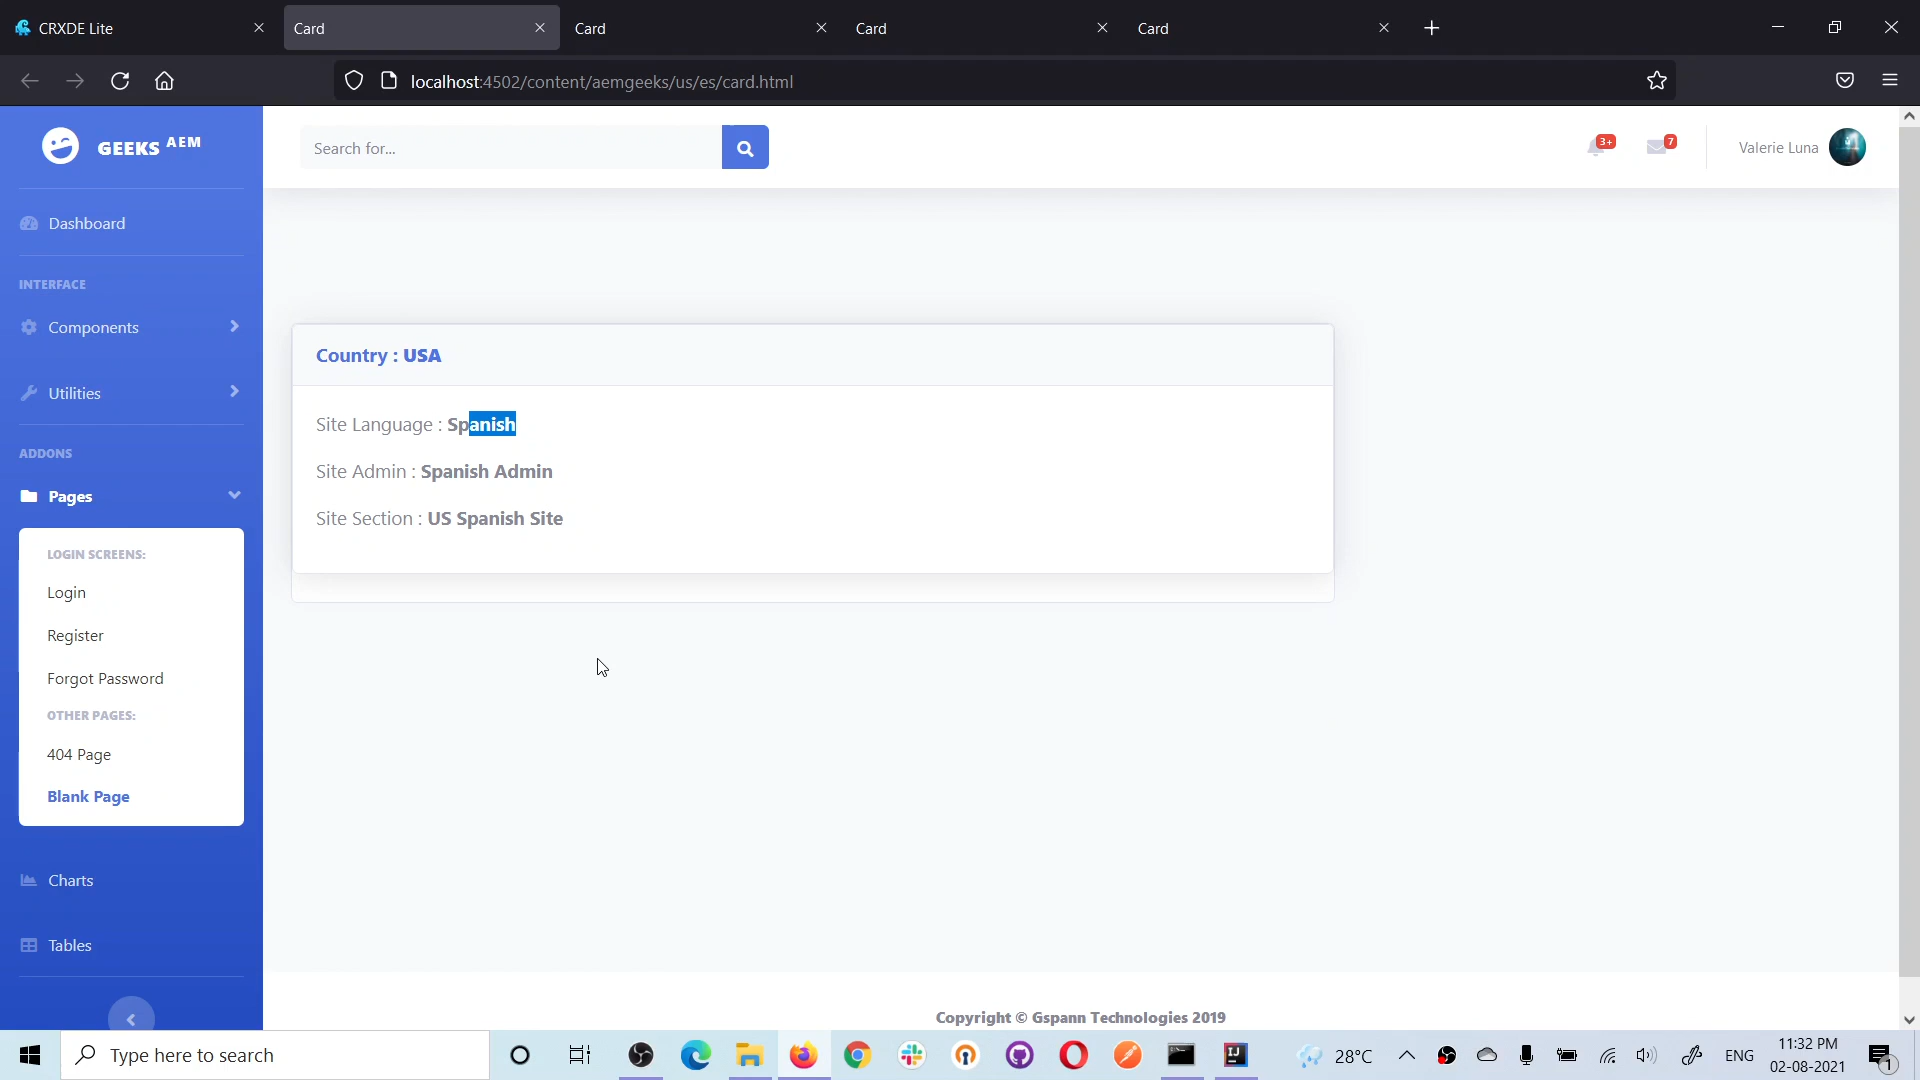 CRXDE Lite
Card
Card
Card
Card
localhost:4502/content/aemgeeks/us/es/card.html
GEEKS AEM
Search for...
3+
7
Valerie Luna
Dashboard
INTERFACE
Components
Utilities
ADDONS
Pages
LOGIN SCREENS:
Login
Register
Forgot Password
OTHER PAGES:
404 Page
Blank Page
Charts
Tables
Country : USA
Site Language : Spanish
Site Admin : Spanish Admin
Site Section : US Spanish Site
Copyright © Gspann Technologies 2019
Type here to search
28°C
ENG
11:32 PM
02-08-2021
1